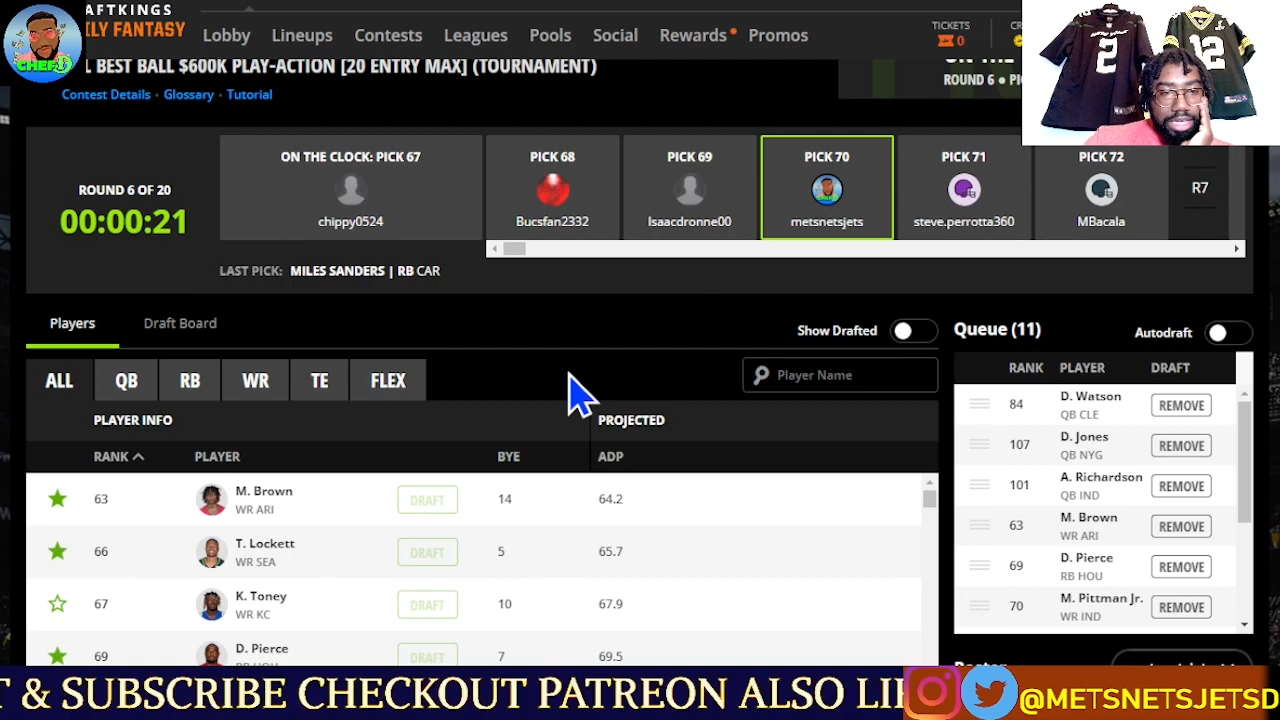 AFTKINGS
LY FANTASY
Lobby Lineups Contests Leagues Pools Social Rewards Promos
TICKETS
0
CHEF
L BEST BALL $600K PLAY-ACTION [20 ENTRY MAX] (TOURNAMENT)
Contest Details • Glossary • Tutorial
ROUND 6
2
12
ROUND 6 OF 20
00:00:21
ON THE CLOCK: PICK 67
chippy0524
PICK 68
Bucsfan2332
PICK 69
Isaacdronne00
PICK 70
metsnetsjets
PICK 71
steve.perrotta360
PICK 72
MBacala
R7
LAST PICK: MILES SANDERS | RB CAR
Players Draft Board
Show Drafted
ALL QB RB WR TE FLEX
Player Name
PLAYER INFO PROJECTED
RANK PLAYER BYE ADP
63 M. Brown WR ARI DRAFT 14 64.2
66 T. Lockett WR SEA DRAFT 5 65.7
67 K. Toney WR KC DRAFT 10 67.9
69 D. Pierce RB HOU DRAFT 7 69.5
Queue (11) Autodraft
RANK PLAYER DRAFT
84 D. Watson QB CLE REMOVE
107 D. Jones QB NYG REMOVE
101 A. Richardson QB IND REMOVE
63 M. Brown WR ARI REMOVE
69 D. Pierce RB HOU REMOVE
70 M. Pittman Jr. WR IND REMOVE
T & SUBSCRIBE CHECKOUT PATREON ALSO LI
@METSNETSJETSD